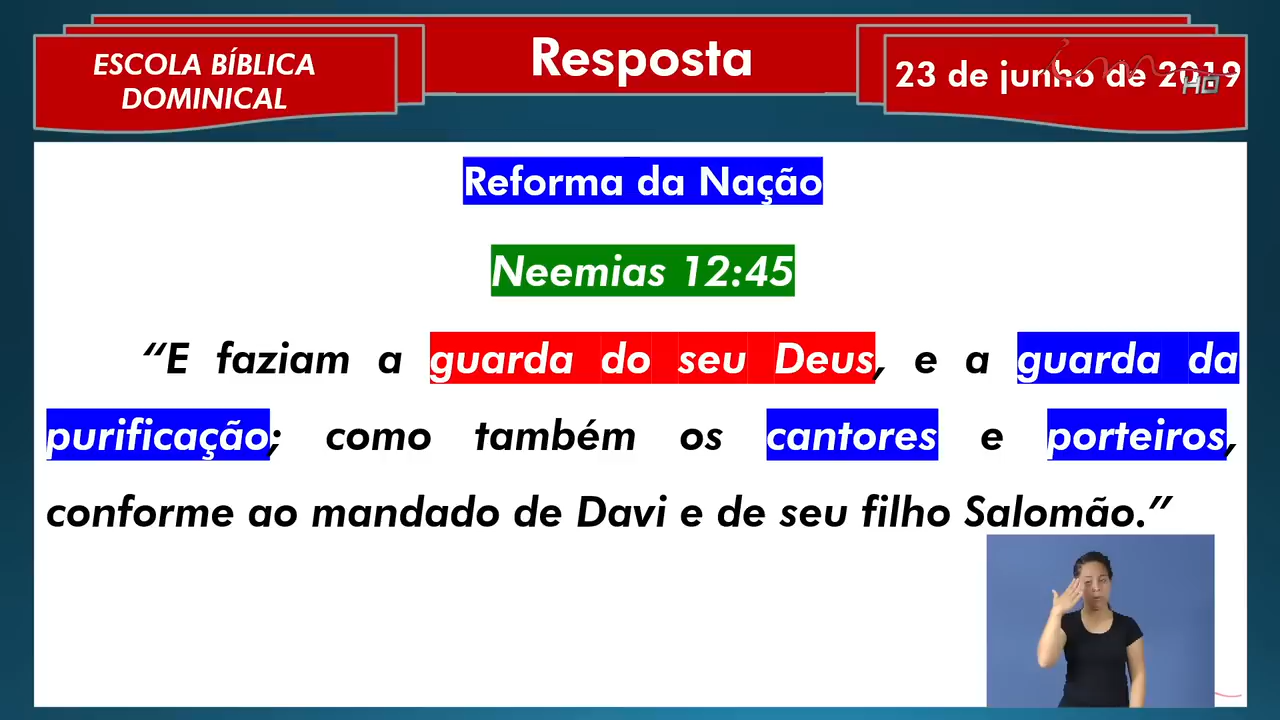 ESCOLA BÍBLICA
DOMINICAL
Resposta
23 de junho de 2019
HD
Reforma da Nação
Neemias 12:45
“E faziam a guarda do seu Deus, e a guarda da
purificação; como também os cantores e porteiros,
conforme ao mandado de Davi e de seu filho Salomão.”